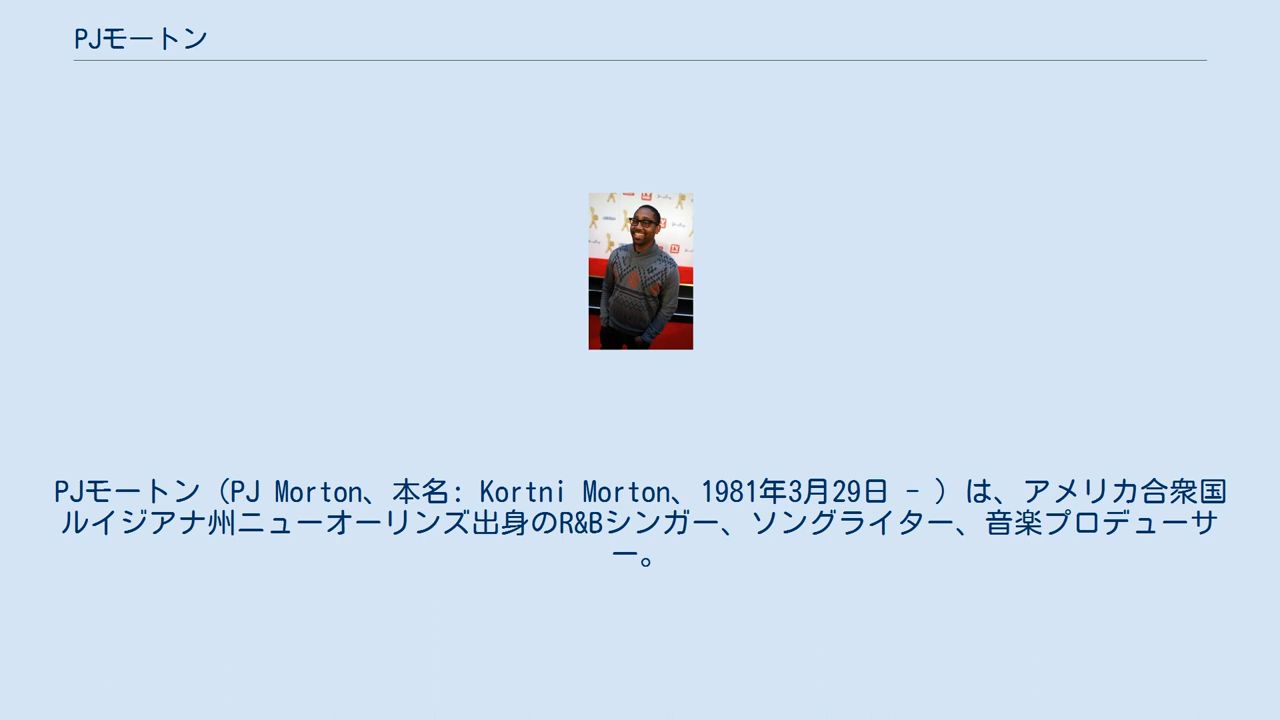 PJモートン
PJモートン（PJ Morton、本名: Kortni Morton、1981年3月29日 - ）は、アメリカ合衆国
ルイジアナ州ニューオーリンズ出身のR&Bシンガー、ソングライター、音楽プロデューサ
ー。